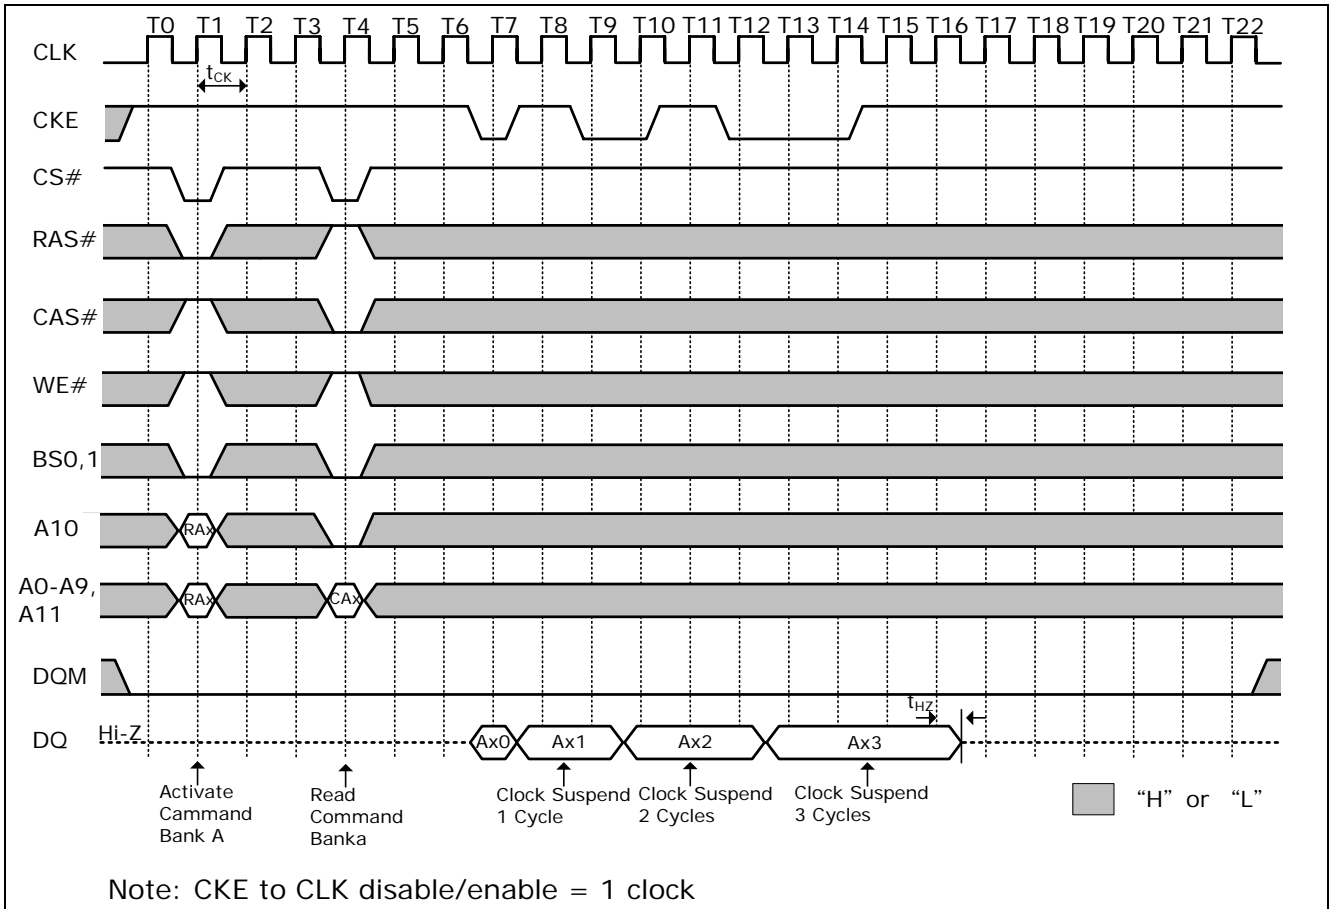 T0 T1 T2 T3 T4 T5 T6 T7 T8 T9 T10 T11 T12 T13 T14 T15 T16 T17 T18 T19 T20 T21 T22
CLK
tCK
CKE
CS#
RAS#
CAS#
WE#
BS0,1
A10
RAx
A0-A9,
A11
RAx
CAx
DQM
tHZ
DQ
Hi-Z
Ax0
Ax1
Ax2
Ax3
Activate
Cammand
Bank A
Read
Command
Banka
Clock Suspend
1 Cycle
Clock Suspend
2 Cycles
Clock Suspend
3 Cycles
“H” or “L”
Note: CKE to CLK disable/enable = 1 clock